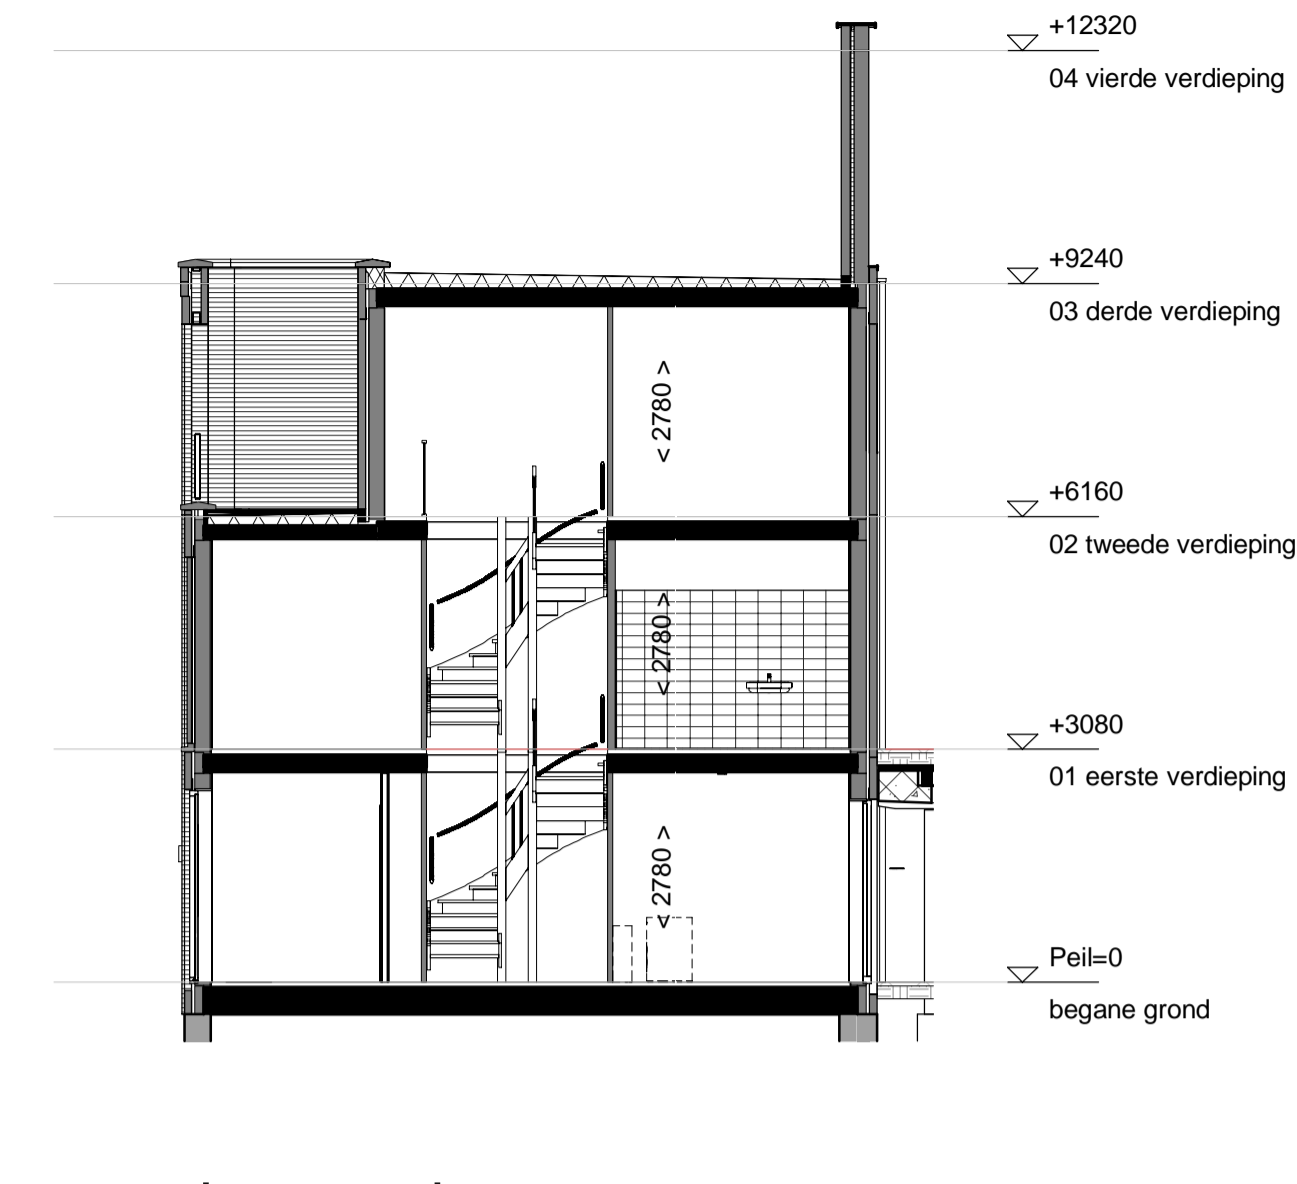 +12320
04 vierde verdieping
+9240
03 derde verdieping
< 2780 >
+6160
02 tweede verdieping
< 2780 >
+3080
01 eerste verdieping
< 2780 >
Peil=0
begane grond